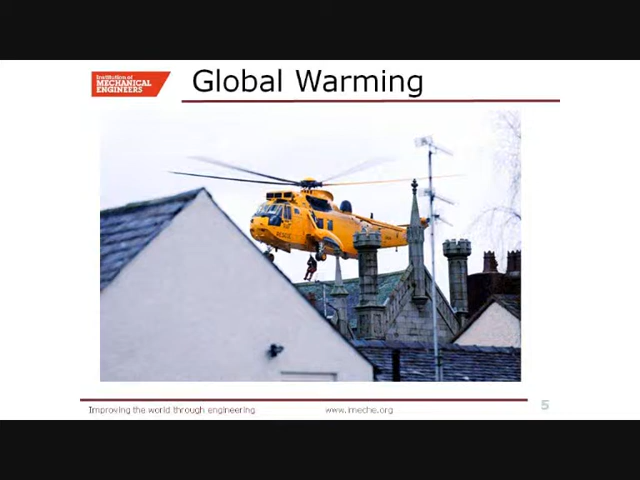 Institution of
MECHANICAL
ENGINEERS
Global Warming
RESCUE
Improving the world through engineering
www.imeche.org
5